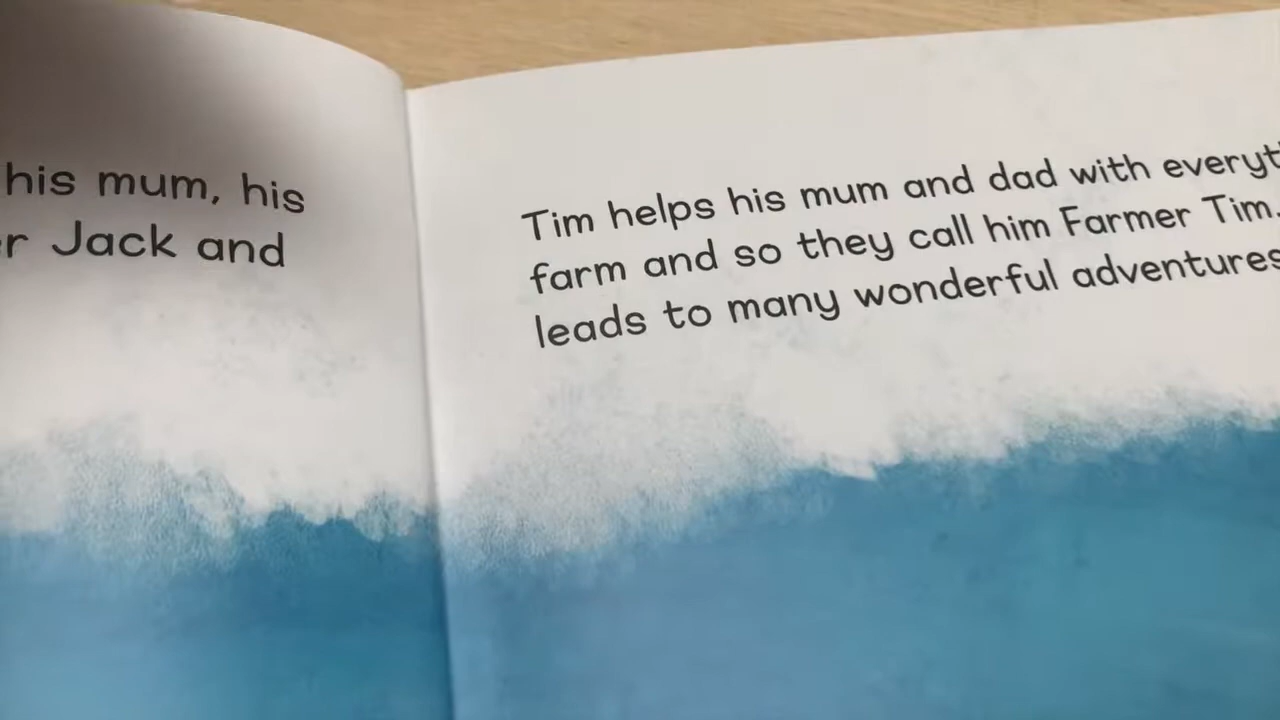 his mum, his
Jack and
Tim helps his mum and dad with
farm and so they call him Farmer Tim.
leads to many wonderful adventures